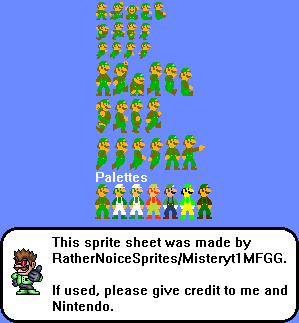 Palettes
This sprite sheet was made by
RatherNoiceSprites/Misteryt1MFGG.
If used, please give credit to me and
Nintendo.